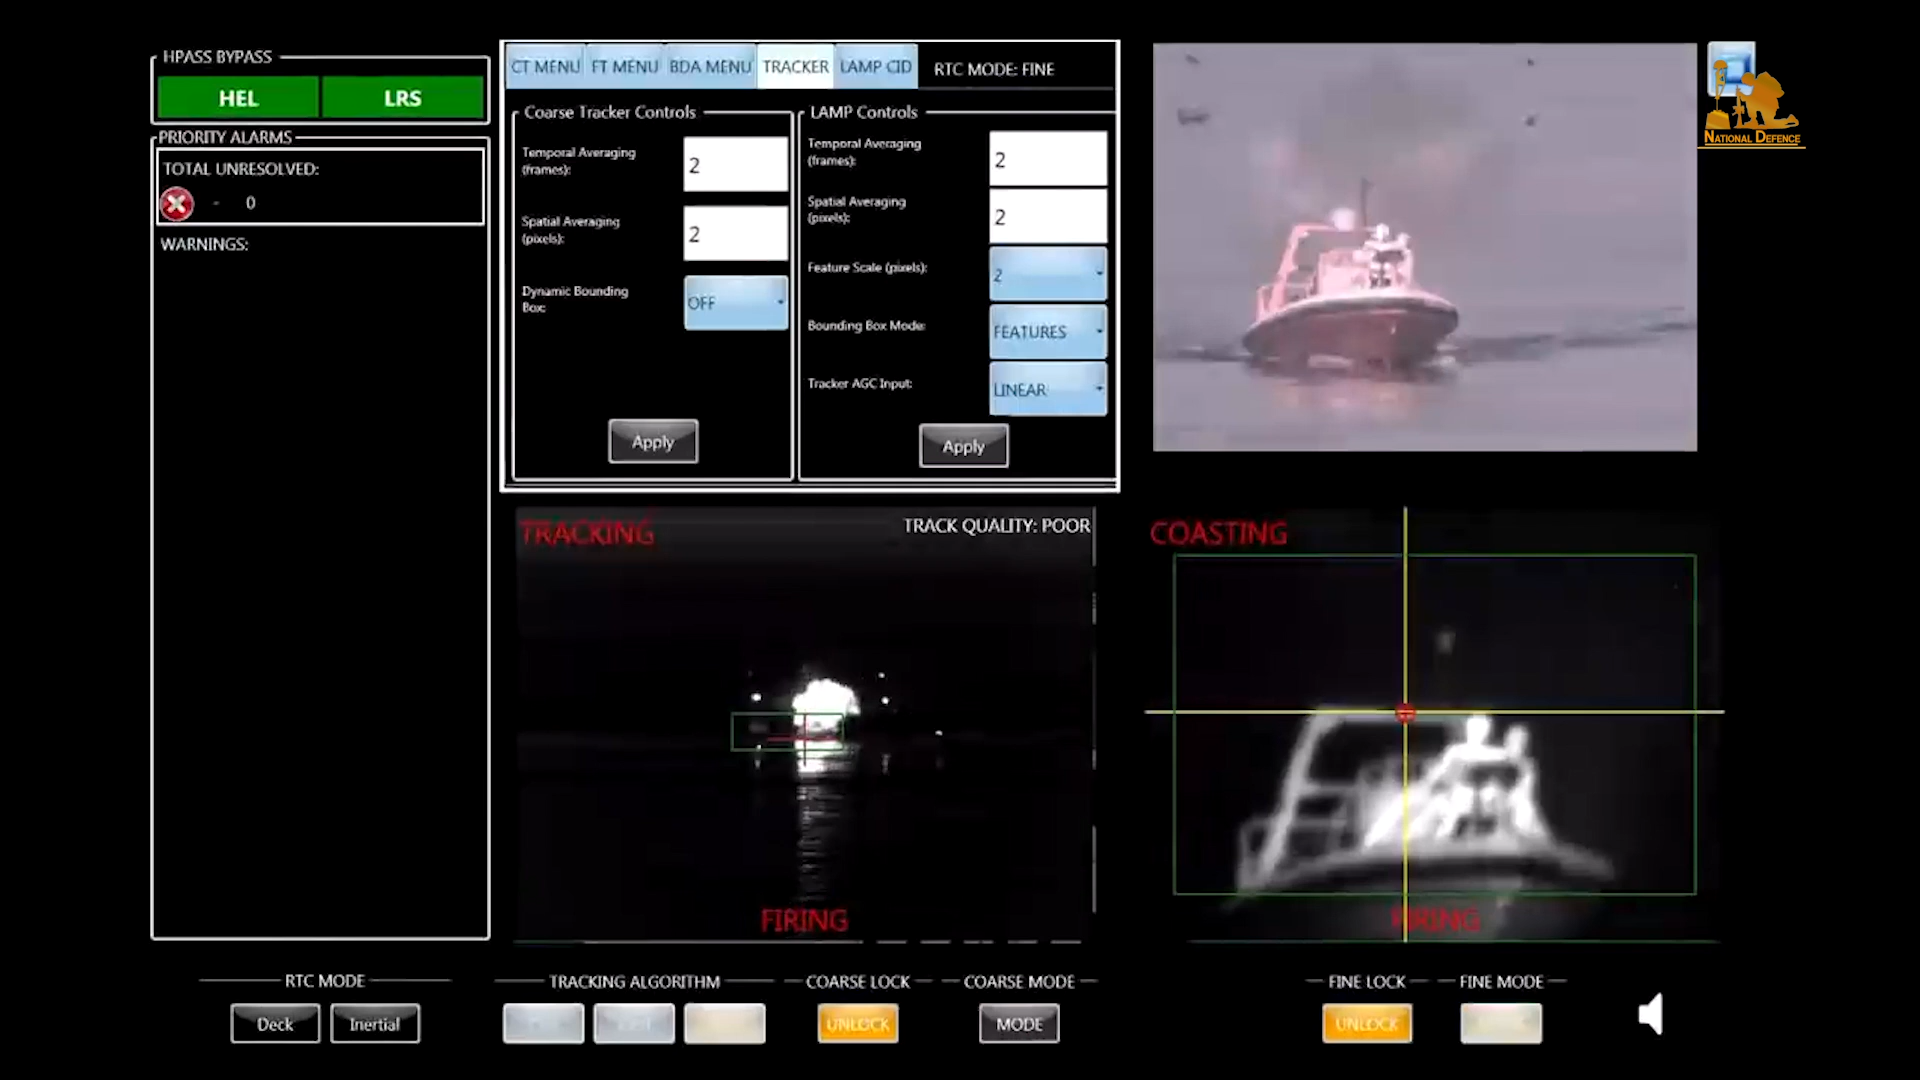 HPASS BYPASS
HEL
LRS
PRIORITY ALARMS
TOTAL UNRESOLVED:
- 0
WARNINGS:
CT MENU
FT MENU
BDA MENU
TRACKER
LAMP CID
RTC MODE: FINE
Coarse Tracker Controls
Temporal Averaging
(frames):
2
Spatial Averaging
(pixels):
2
Dynamic Bounding
Box:
OFF
Apply
LAMP Controls
Temporal Averaging
(frames):
2
Spatial Averaging
(pixels):
2
Feature Scale (pixels):
2
Bounding Box Mode:
FEATURES
Tracker AGC Input:
LINEAR
Apply
NATIONAL DEFENCE
TRACKING
TRACK QUALITY: POOR
FIRING
COASTING
FIRING
RTC MODE
Deck
Inertial
TRACKING ALGORITHM
COARSE LOCK
UNLOCK
COARSE MODE
MODE
FINE LOCK
UNLOCK
FINE MODE